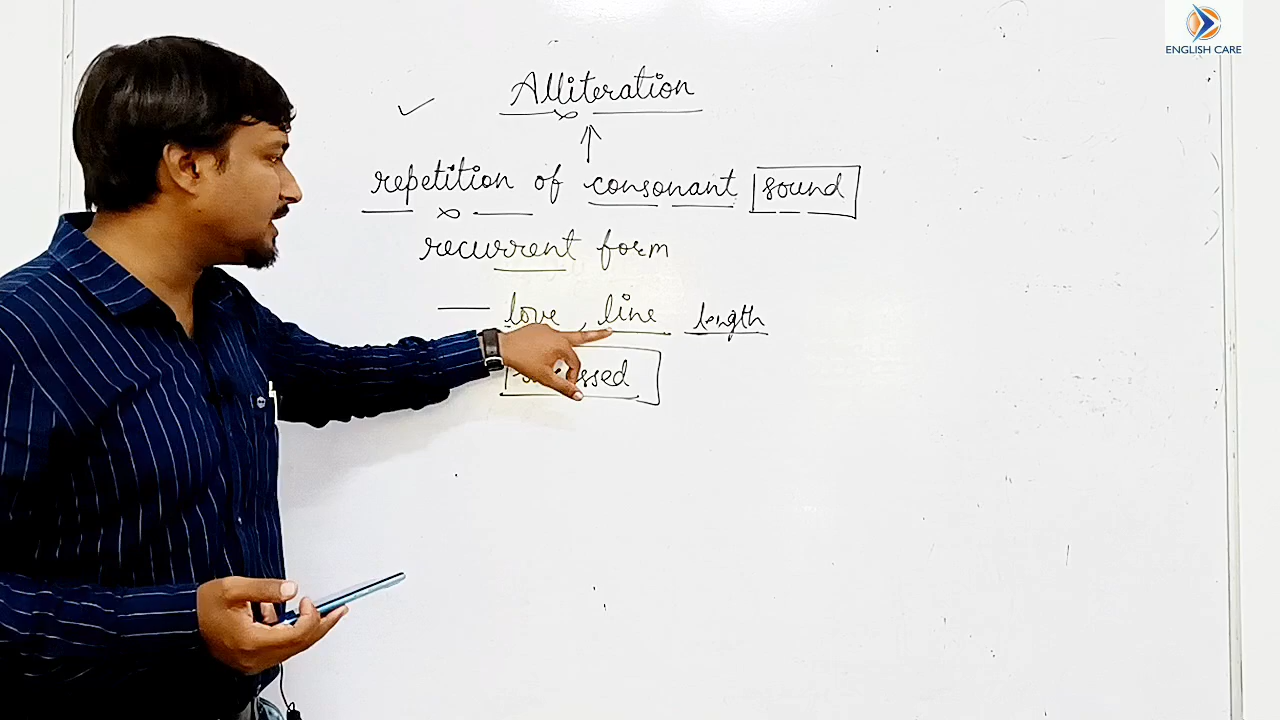 ENGLISH CARE
Alliteration
repetition of consonant sound
recurrent form
love , line length